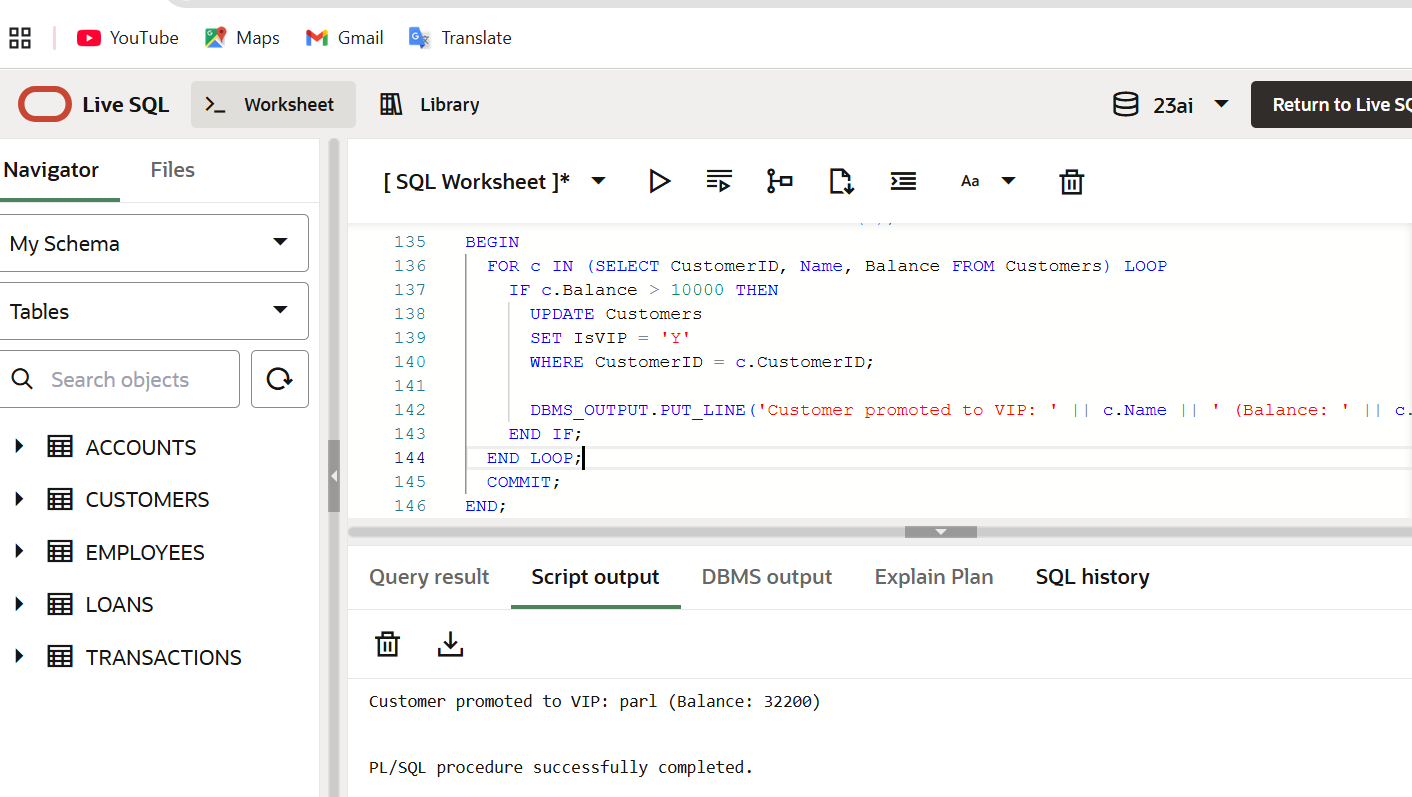 YouTube Maps Gmail Translate
Live SQL Worksheet Library 23ai Return to Live SQ
Navigator Files
My Schema
Tables
Search objects
ACCOUNTS
CUSTOMERS
EMPLOYEES
LOANS
TRANSACTIONS
[ SQL Worksheet ]* Aa
135 BEGIN
136 FOR c IN (SELECT CustomerID, Name, Balance FROM Customers) LOOP
137 IF c.Balance > 10000 THEN
138 UPDATE Customers
139 SET IsVIP = 'Y'
140 WHERE CustomerID = c.CustomerID;
141
142 DBMS_OUTPUT.PUT_LINE('Customer promoted to VIP: ' || c.Name || ' (Balance: ' || c.
143 END IF;
144 END LOOP;
145 COMMIT;
146 END;
Query result Script output DBMS output Explain Plan SQL history
Customer promoted to VIP: parl (Balance: 32200)
PL/SQL procedure successfully completed.